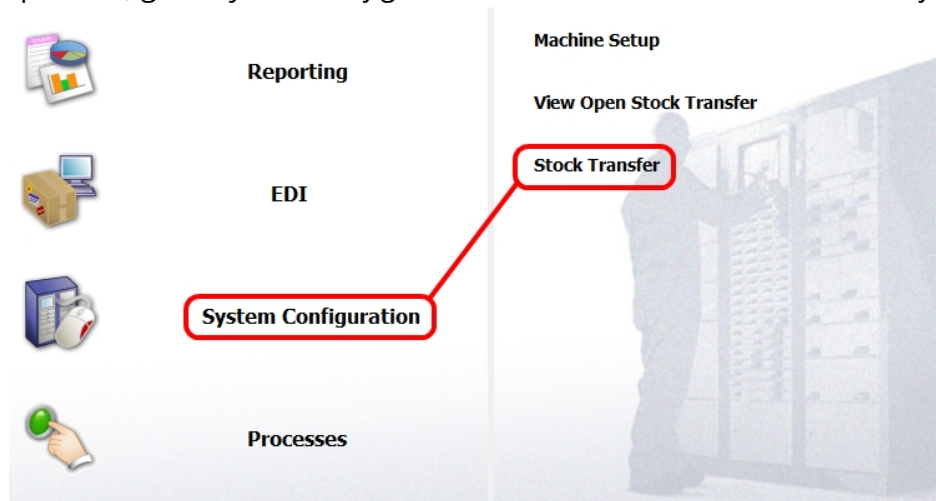 Reporting
EDI
System Configuration
Processes
Machine Setup
View Open Stock Transfer
Stock Transfer